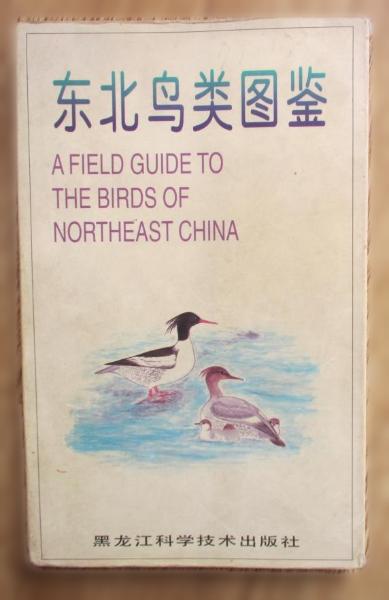 东北鸟类图鉴
A FIELD GUIDE TO
THE BIRDS OF
NORTHEAST CHINA
黑龙江科学技术出版社